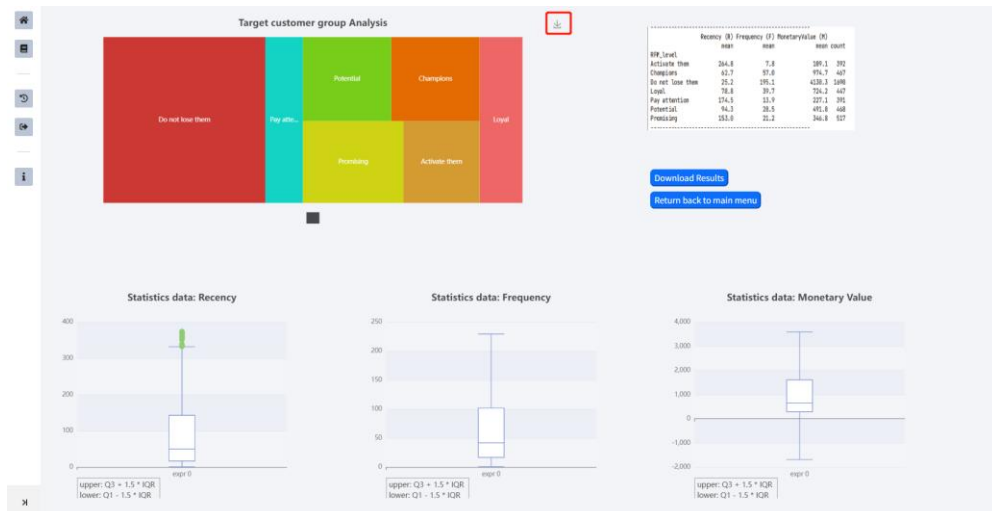 Target customer group Analysis
Do not lose them
Pay atte...
Potential
Champions
Promising
Activate them
Loyal
Recency (R) Frequency (F) MonetaryValue (M)
mean mean mean count
RFM_level
Activate them 264.8 7.8 189.1 392
Champions 62.7 57.0 974.7 467
Do not lose them 25.2 195.1 4130.3 1690
Loyal 78.8 39.7 724.2 447
Pay attention 174.5 13.9 227.1 391
Potential 94.3 28.5 491.8 468
Promising 153.0 21.2 346.8 517
Download Results
Return back to main menu
Statistics data: Recency
400
300
200
100
0
expr 0
upper: Q3 + 1.5 * IQR
lower: Q1 - 1.5 * IQR
Statistics data: Frequency
250
200
150
100
50
0
expr 0
upper: Q3 + 1.5 * IQR
lower: Q1 - 1.5 * IQR
Statistics data: Monetary Value
4,000
3,000
2,000
1,000
0
-1,000
-2,000
expr 0
upper: Q3 + 1.5 * IQR
lower: Q1 - 1.5 * IQR